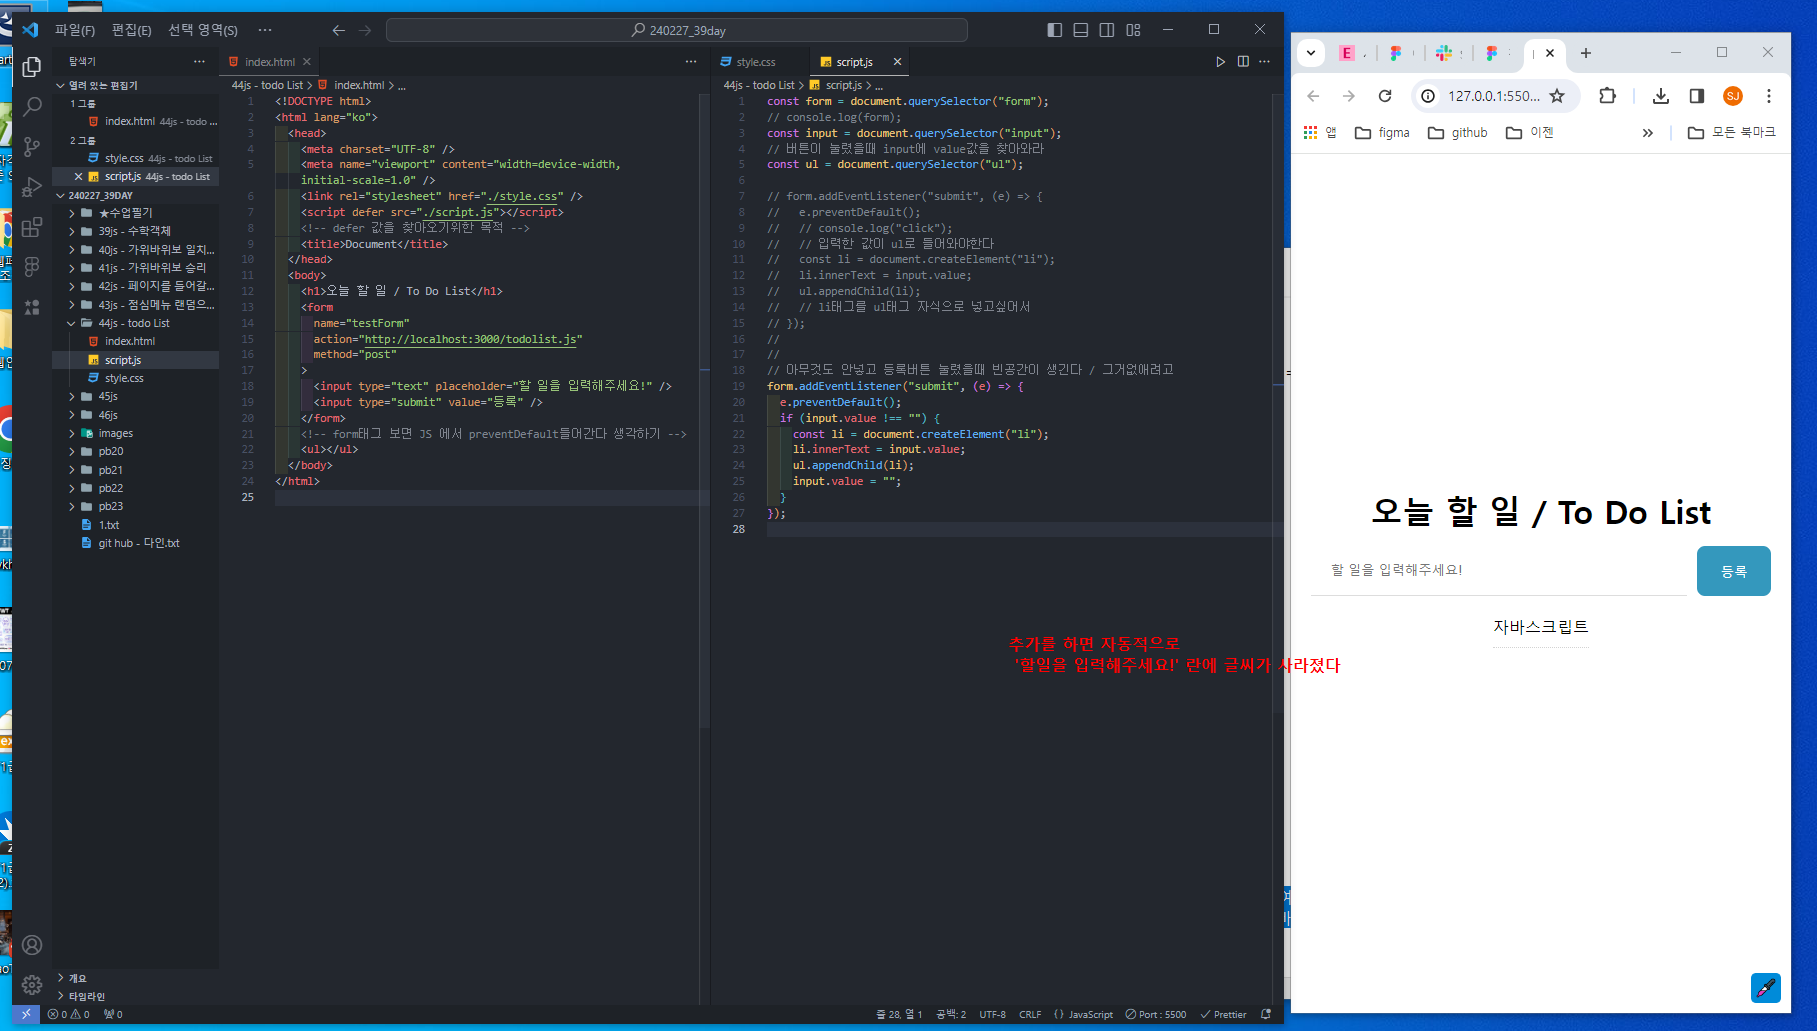 파일(F) 편집(E) 선택 영역(S) ···
240227_39day
탐색기
열려 있는 편집기
1 그룹
index.html 44js - todo ...
2 그룹
style.css 44js - todo List
script.js 44js - todo List
240227_39DAY
★수업필기
39js - 수학객체
40js - 가위바위보 일치...
41js - 가위바위보 승리
42js - 페이지를 들어갈...
43js - 점심메뉴 랜덤으...
44js - todo List
index.html
script.js
style.css
45js
46js
images
pb20
pb21
pb22
pb23
1.txt
git hub - 다인.txt
개요
타임라인
index.html
44js - todo List > index.html > ...
1 <!DOCTYPE html>
2 <html lang="ko">
3 <head>
4 <meta charset="UTF-8" />
5 <meta name="viewport" content="width=device-width,
initial-scale=1.0" />
6 <link rel="stylesheet" href="./style.css" />
7 <script defer src="./script.js"></script>
8 <!-- defer 값을 찾아오기위한 목적 -->
9 <title>Document</title>
10 </head>
11 <body>
12 <h1>오늘 할 일 / To Do List</h1>
13 <form
14 name="testForm"
15 action="http://localhost:3000/todolist.js"
16 method="post"
17 >
18 <input type="text" placeholder="할 일을 입력해주세요!" />
19 <input type="submit" value="등록" />
20 </form>
21 <!-- form태그 보면 JS 에서 preventDefault들어간다 생각하기 -->
22 <ul></ul>
23 </body>
24 </html>
25
style.css script.js
44js - todo List > script.js > ...
1 const form = document.querySelector("form");
2 // console.log(form);
3 const input = document.querySelector("input");
4 // 버튼이 눌렸을때 input에 value값을 찾아와라
5 const ul = document.querySelector("ul");
6
7 // form.addEventListener("submit", (e) => {
8 //   e.preventDefault();
9 //   // console.log("click");
10 //   // 입력한 값이 ul로 들어와야한다
11 //   const li = document.createElement("li");
12 //   li.innerText = input.value;
13 //   ul.appendChild(li);
14 //   // li태그를 ul태그 자식으로 넣고싶어서
15 // });
16 //
17 //
18 // 아무것도 안넣고 등록버튼 눌렸을때 빈공간이 생긴다 / 그거없애려고
19 form.addEventListener("submit", (e) => {
20 e.preventDefault();
21 if (input.value !== "") {
22 const li = document.createElement("li");
23 li.innerText = input.value;
24 ul.appendChild(li);
25 input.value = "";
26 }
27 });
28
추가를 하면 자동적으로
'할일을 입력해주세요!' 란에 글씨가 사라졌다
0 0 0
줄 28, 열 1 공백: 2 UTF-8 CRLF {} JavaScript Port : 5500 Prettier
127.0.0.1:550...
SJ
앱 figma github 이젠 » 모든 북마크
오늘 할 일 / To Do List
할 일을 입력해주세요! 등록
자바스크립트